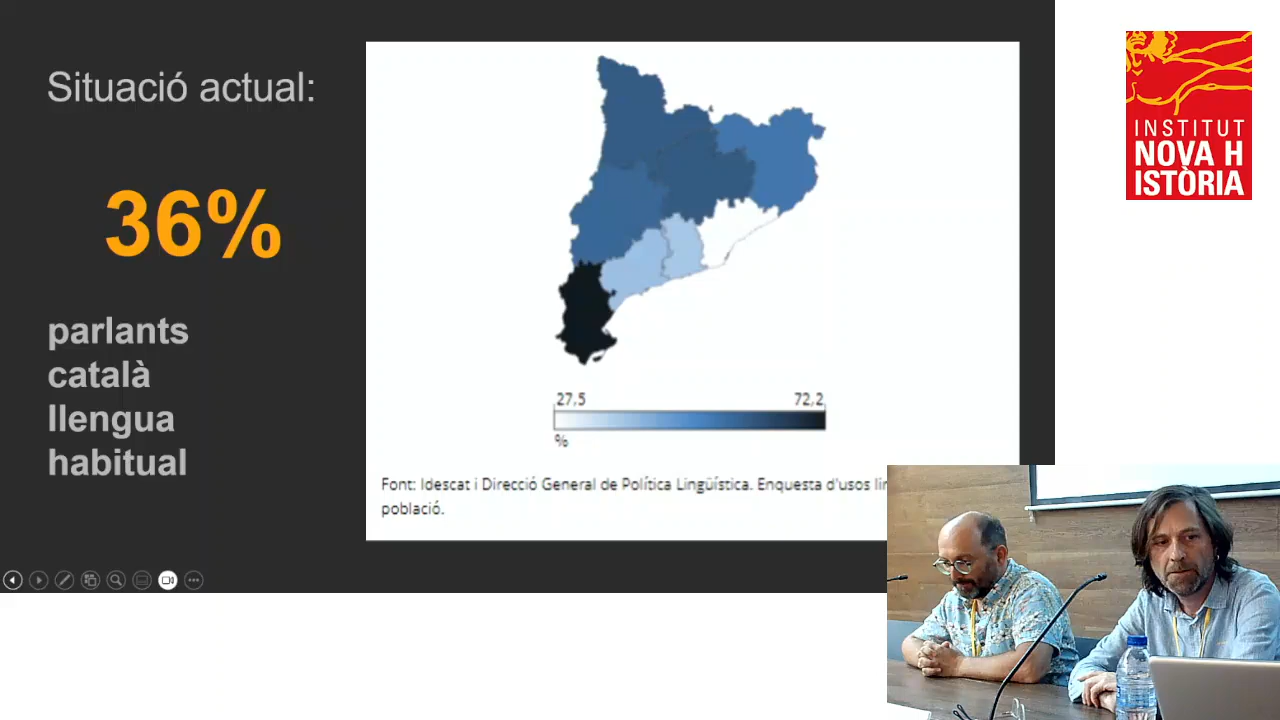 Situació actual:
36%
parlants
català
llengua
habitual
27,5
72,2
%
Font: Idescat i Direcció General de Política Lingüística. Enquesta d'usos
població.
INSTITUT
NOVA H
ISTÒRIA